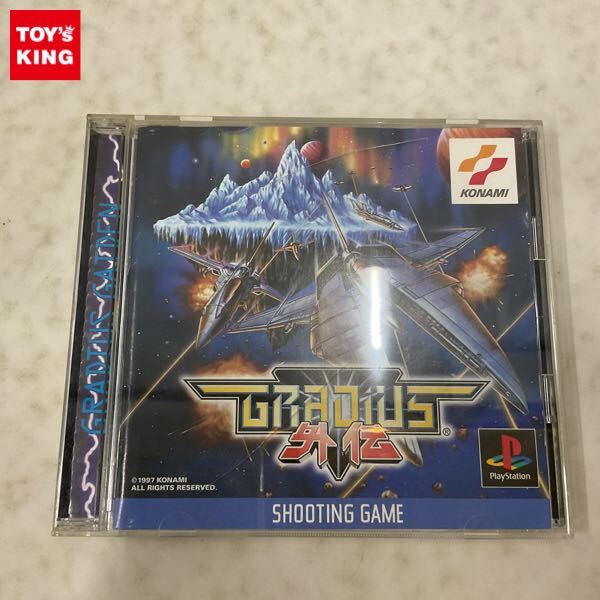 TOY's
KING
GRADIUS GAIDEN
KONAMI
GRADIUS
外伝
®
©1997 KONAMI
ALL RIGHTS RESERVED.
PlayStation
SHOOTING GAME